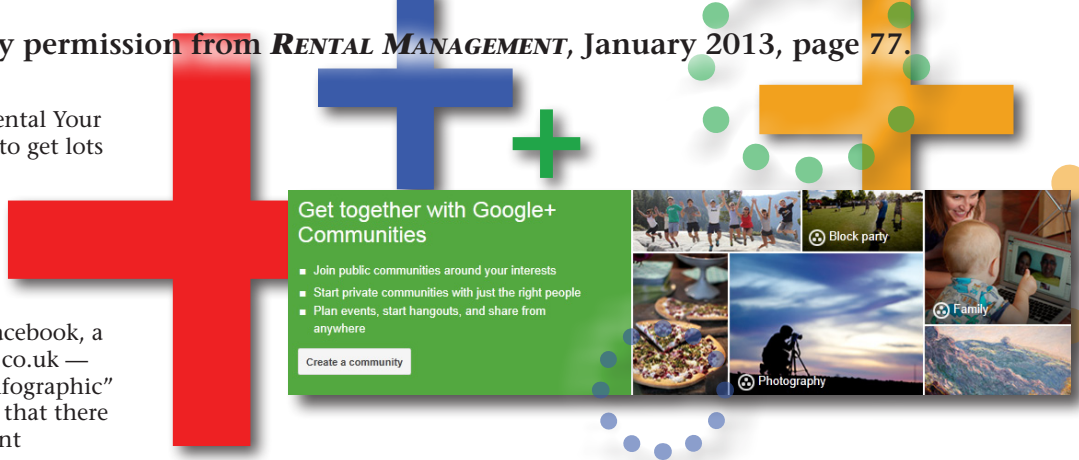 y permission from RENTAL MANAGEMENT, January 2013, page 77.
ental Your
to get lots
acebook, a
co.uk —
fographic”
that there
nt
Get together with Google+
Communities
Join public communities around your interests
Start private communities with just the right people
Plan events, start hangouts, and share from
anywhere
Create a community
Block party
Family
Photography